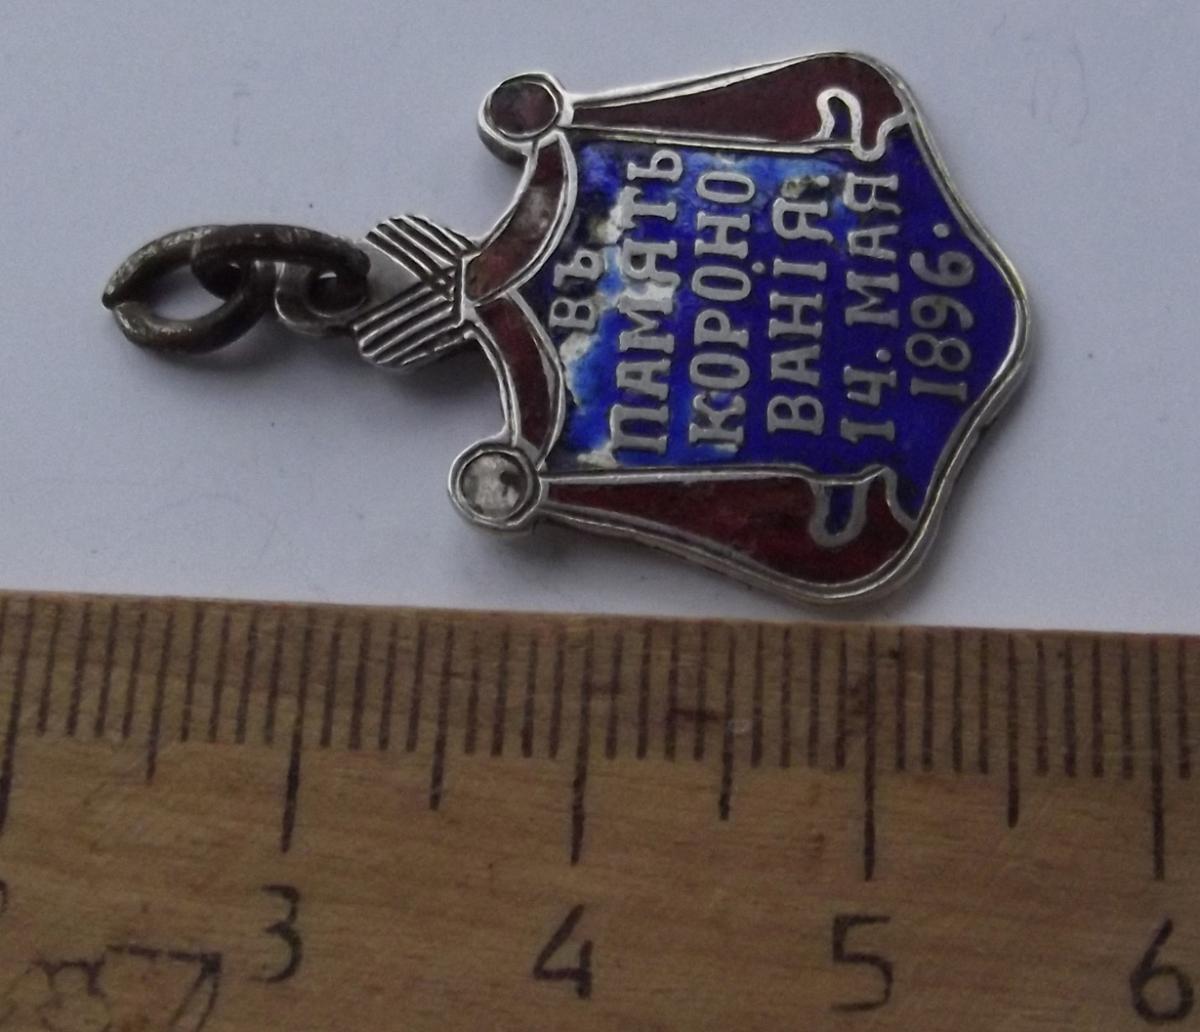 ВЪ
ПАМЯТЬ
КОРОНО
ВАНІЯ.
14. МАЯ
1896.
3 4 5 6